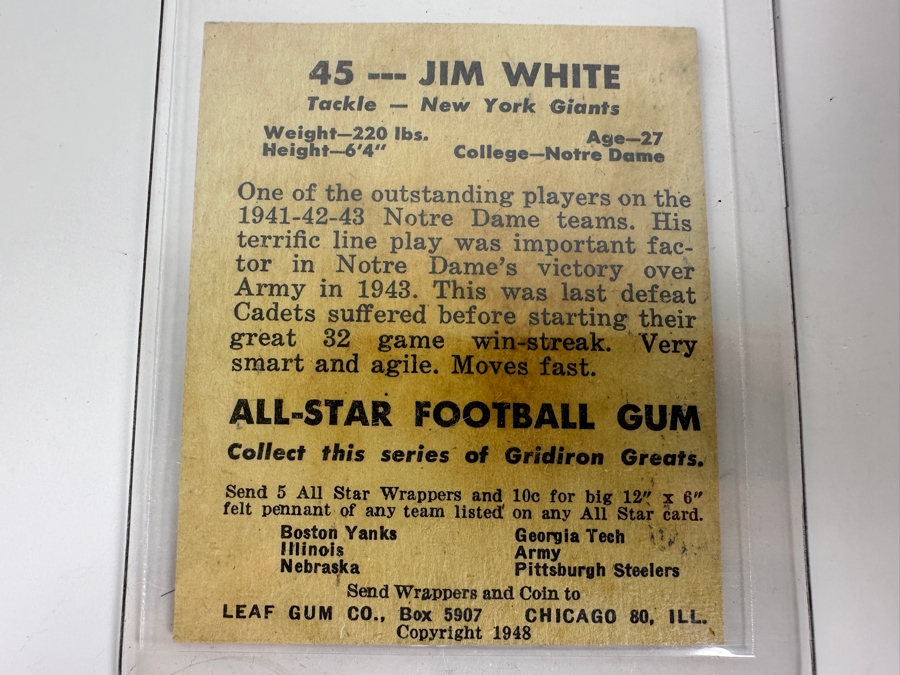 45 --- JIM WHITE
Tackle — New York Giants
Weight—220 lbs. Age—27
Height—6'4" College—Notre Dame
One of the outstanding players on the
1941-42-43 Notre Dame teams. His
terrific line play was important fac-
tor in Notre Dame's victory over
Army in 1943. This was last defeat
Cadets suffered before starting their
great 32 game win-streak. Very
smart and agile. Moves fast.
ALL-STAR FOOTBALL GUM
Collect this series of Gridiron Greats.
Send 5 All Star Wrappers and 10c for big 12" x 6"
felt pennant of any team listed on any All Star card.
Boston Yanks Georgia Tech
Illinois Army
Nebraska Pittsburgh Steelers
Send Wrappers and Coin to
LEAF GUM CO., Box 5907 CHICAGO 80, ILL.
Copyright 1948